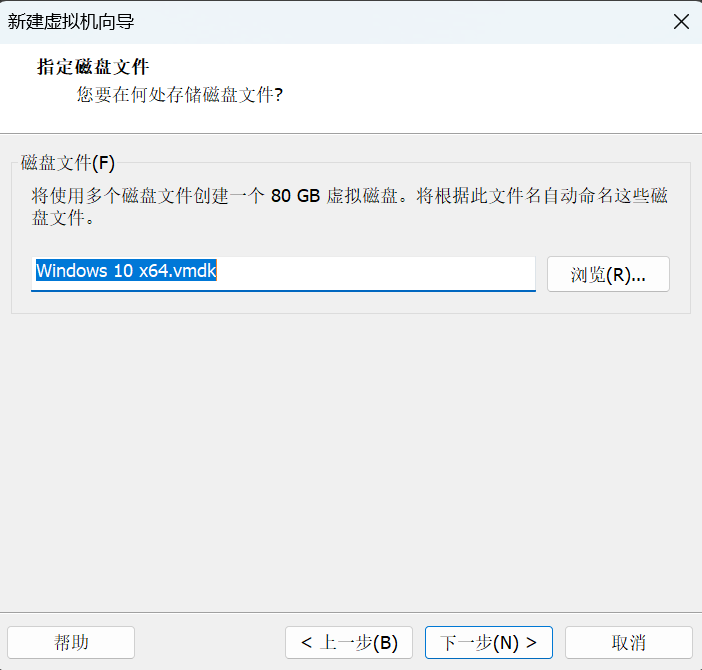 新建虚拟机向导
指定磁盘文件
您要在何处存储磁盘文件?
磁盘文件(F)
将使用多个磁盘文件创建一个 80 GB 虚拟磁盘。将根据此文件名自动命名这些磁
盘文件。
Windows 10 x64.vmdk
浏览(R)...
帮助
< 上一步(B)
下一步(N) >
取消